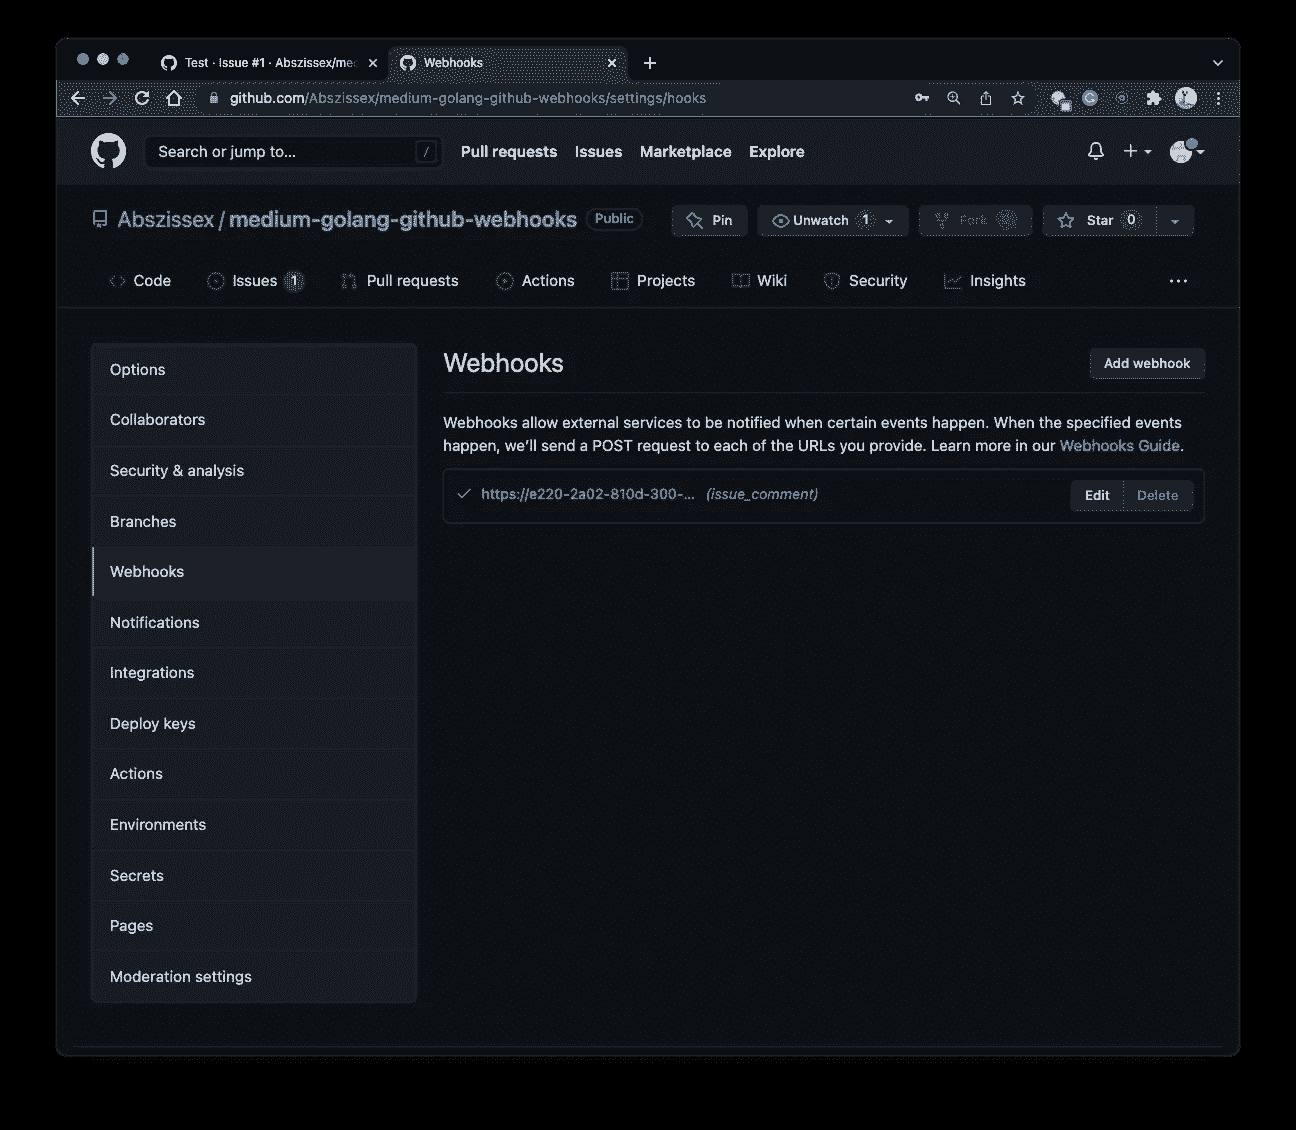 Test · Issue #1 · Abszissex/me
Webhooks
github.com/Abszissex/medium-golang-github-webhooks/settings/hooks
Search or jump to... /
Pull requests Issues Marketplace Explore
Abszissex / medium-golang-github-webhooks Public
Pin Unwatch 1 Fork Star 0
Code Issues 1 Pull requests Actions Projects Wiki Security Insights
Options
Collaborators
Security & analysis
Branches
Webhooks
Notifications
Integrations
Deploy keys
Actions
Environments
Secrets
Pages
Moderation settings
Webhooks
Add webhook
Webhooks allow external services to be notified when certain events happen. When the specified events
happen, we'll send a POST request to each of the URLs you provide. Learn more in our Webhooks Guide.
https://e220-2a02-810d-300-... (issue_comment)
Edit Delete